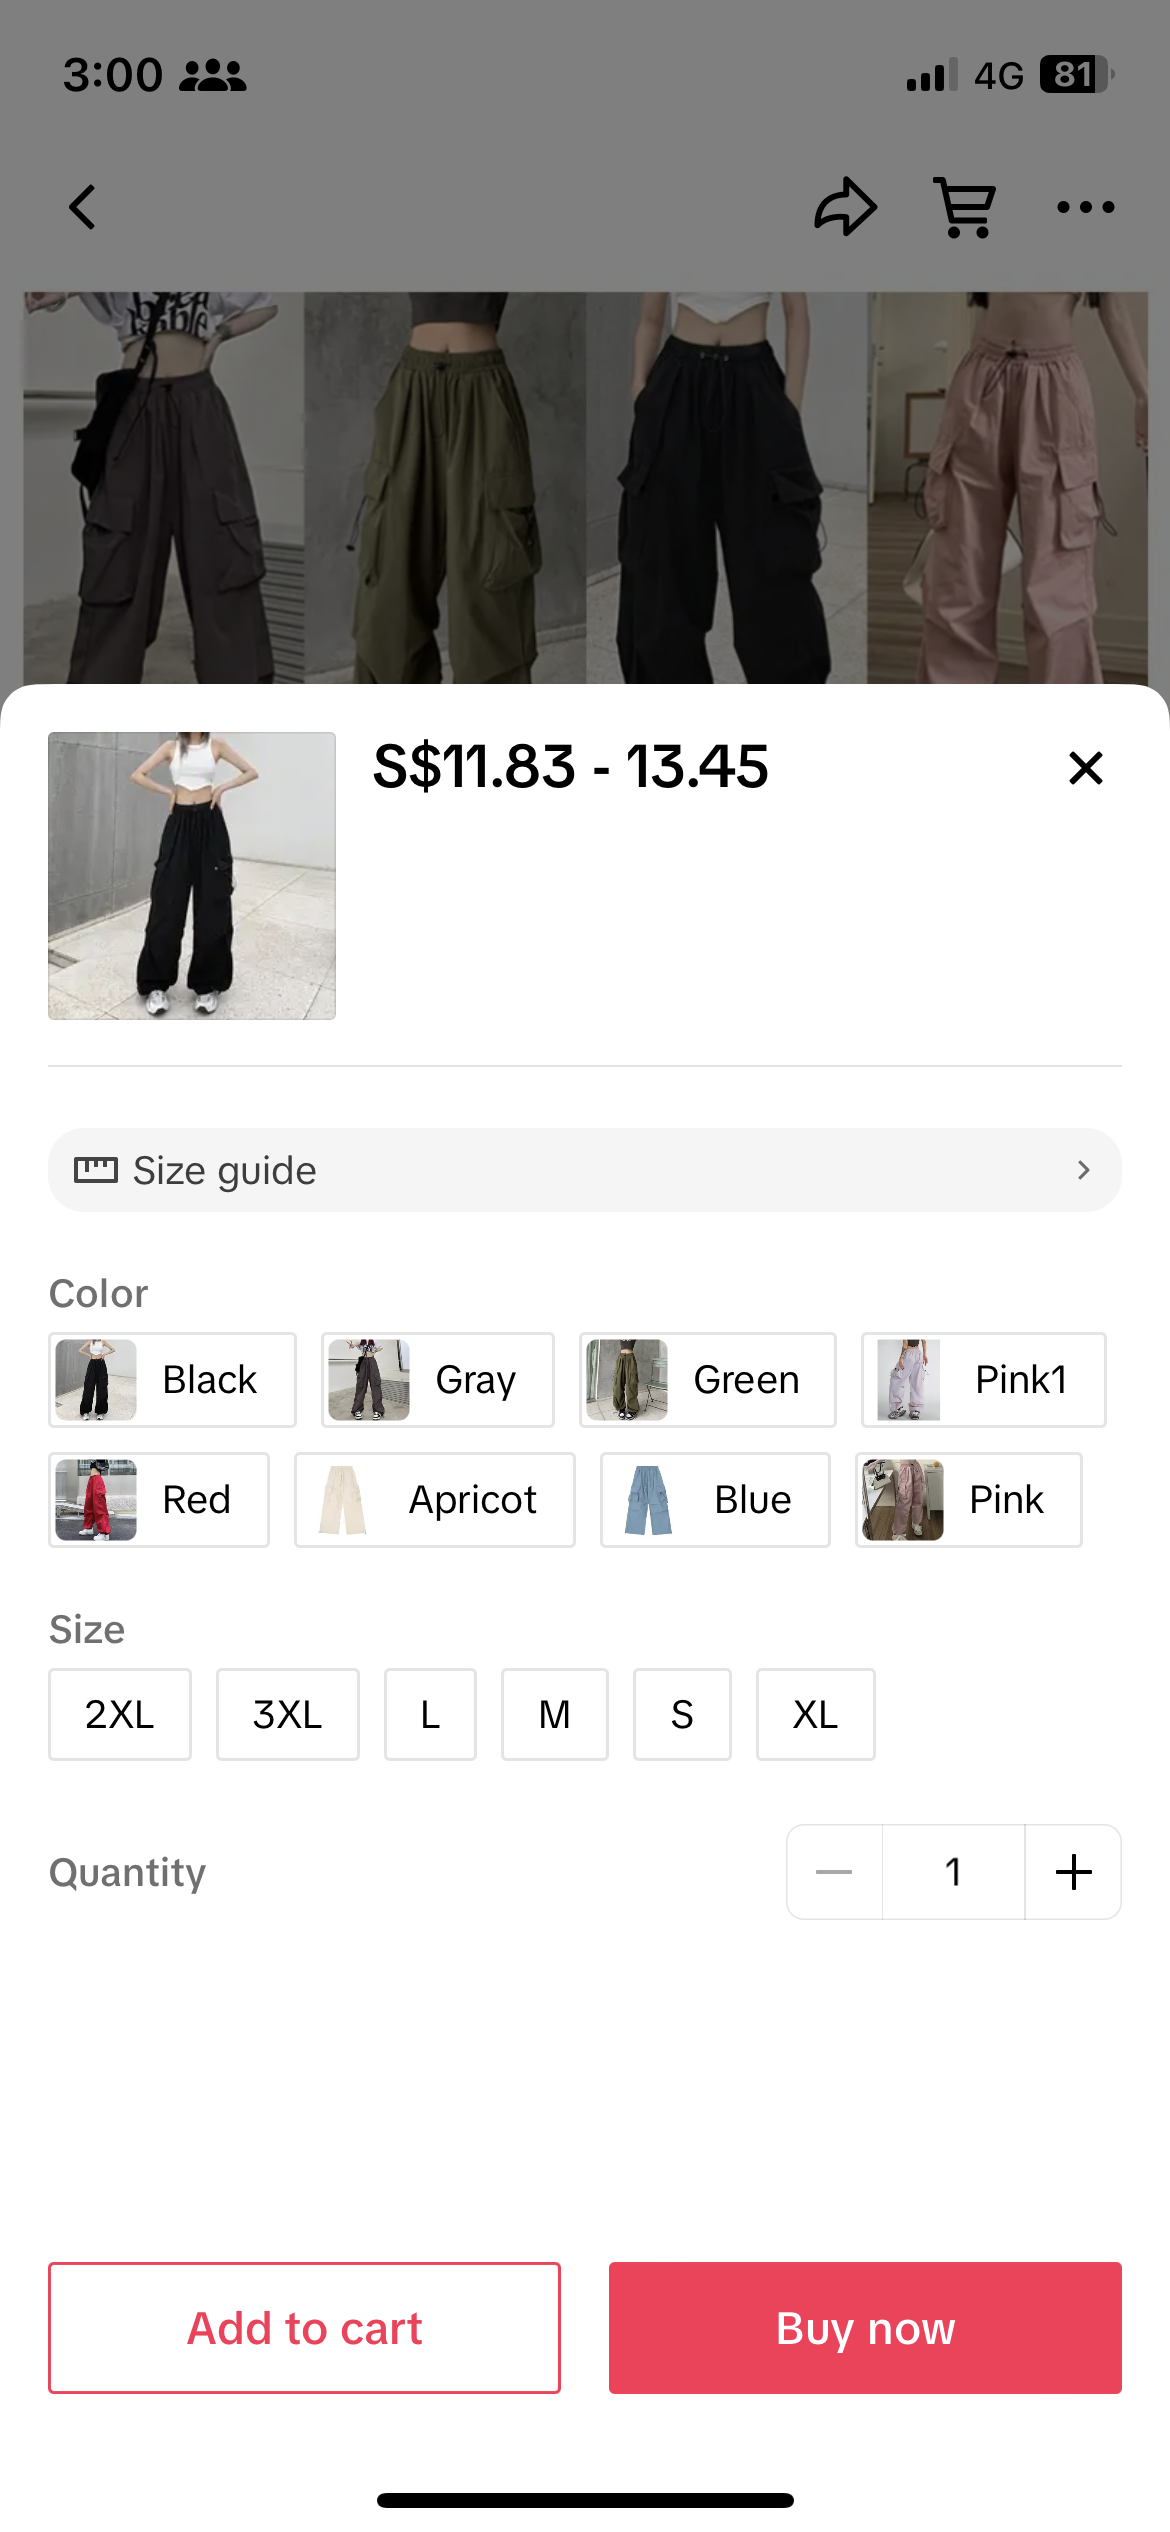 3:00 4G 81
S$11.83 - 13.45
Size guide
Color
Black Gray Green Pink1
Red Apricot Blue Pink
Size
2XL 3XL L M S XL
Quantity 1
Add to cart Buy now